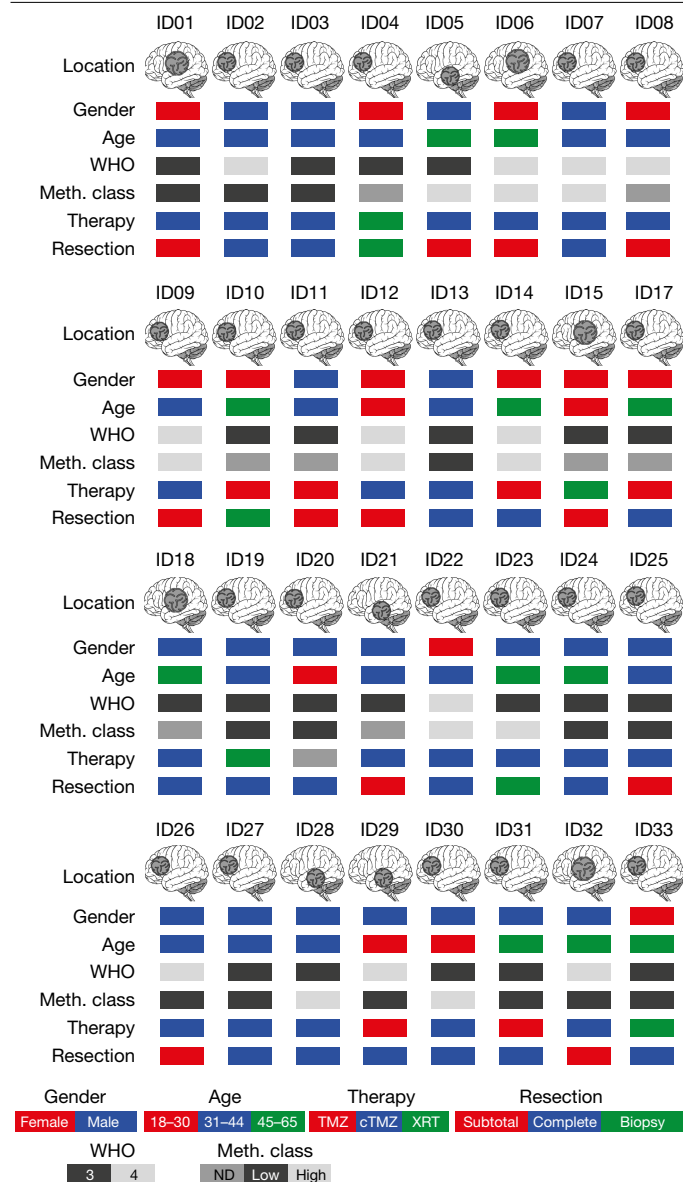 ID01 ID02 ID03 ID04 ID05 ID06 ID07 ID08
Location
Gender
Age
WHO
Meth. class
Therapy
Resection
ID09 ID10 ID11 ID12 ID13 ID14 ID15 ID17
Location
Gender
Age
WHO
Meth. class
Therapy
Resection
ID18 ID19 ID20 ID21 ID22 ID23 ID24 ID25
Location
Gender
Age
WHO
Meth. class
Therapy
Resection
ID26 ID27 ID28 ID29 ID30 ID31 ID32 ID33
Location
Gender
Age
WHO
Meth. class
Therapy
Resection
Gender Age Therapy Resection
Female Male 18–30 31–44 45–65 TMZ cTMZ XRT Subtotal Complete Biopsy
WHO Meth. class
3 4 ND Low High